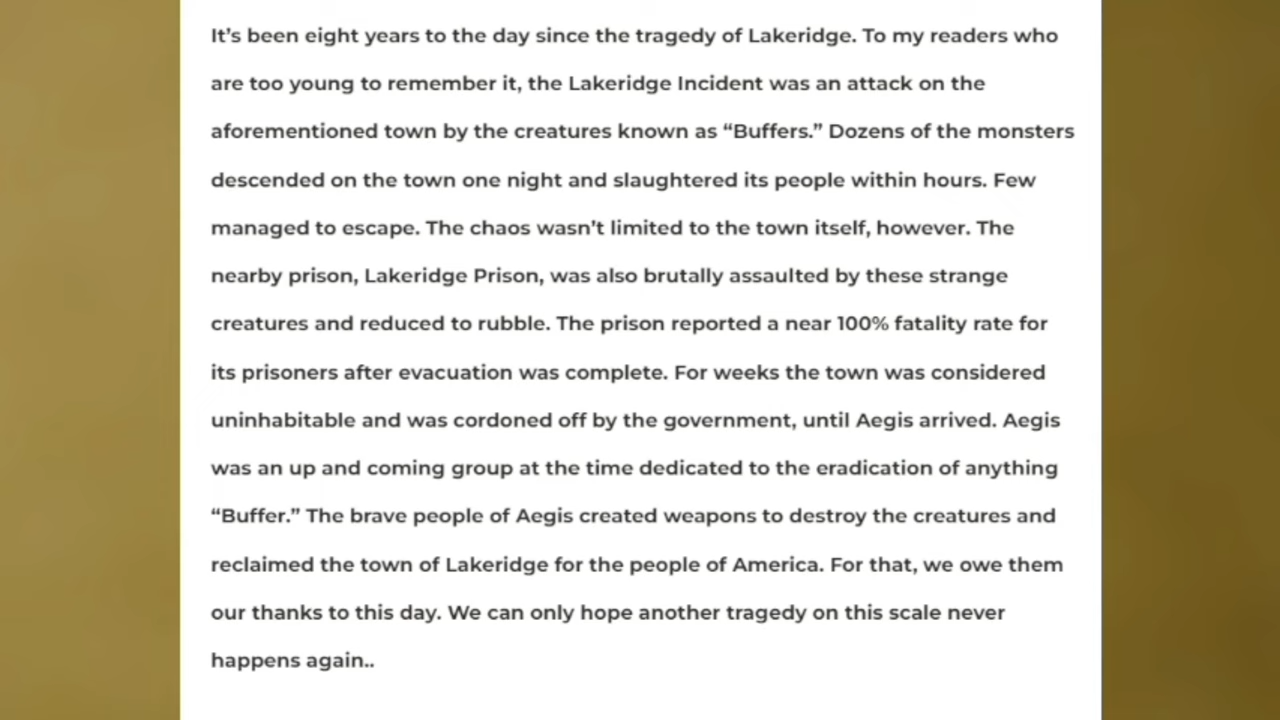 It’s been eight years to the day since the tragedy of Lakeridge. To my readers who
are too young to remember it, the Lakeridge Incident was an attack on the
aforementioned town by the creatures known as “Buffers.” Dozens of the monsters
descended on the town one night and slaughtered its people within hours. Few
managed to escape. The chaos wasn’t limited to the town itself, however. The
nearby prison, Lakeridge Prison, was also brutally assaulted by these strange
creatures and reduced to rubble. The prison reported a near 100% fatality rate for
its prisoners after evacuation was complete. For weeks the town was considered
uninhabitable and was cordoned off by the government, until Aegis arrived. Aegis
was an up and coming group at the time dedicated to the eradication of anything
“Buffer.” The brave people of Aegis created weapons to destroy the creatures and
reclaimed the town of Lakeridge for the people of America. For that, we owe them
our thanks to this day. We can only hope another tragedy on this scale never
happens again..